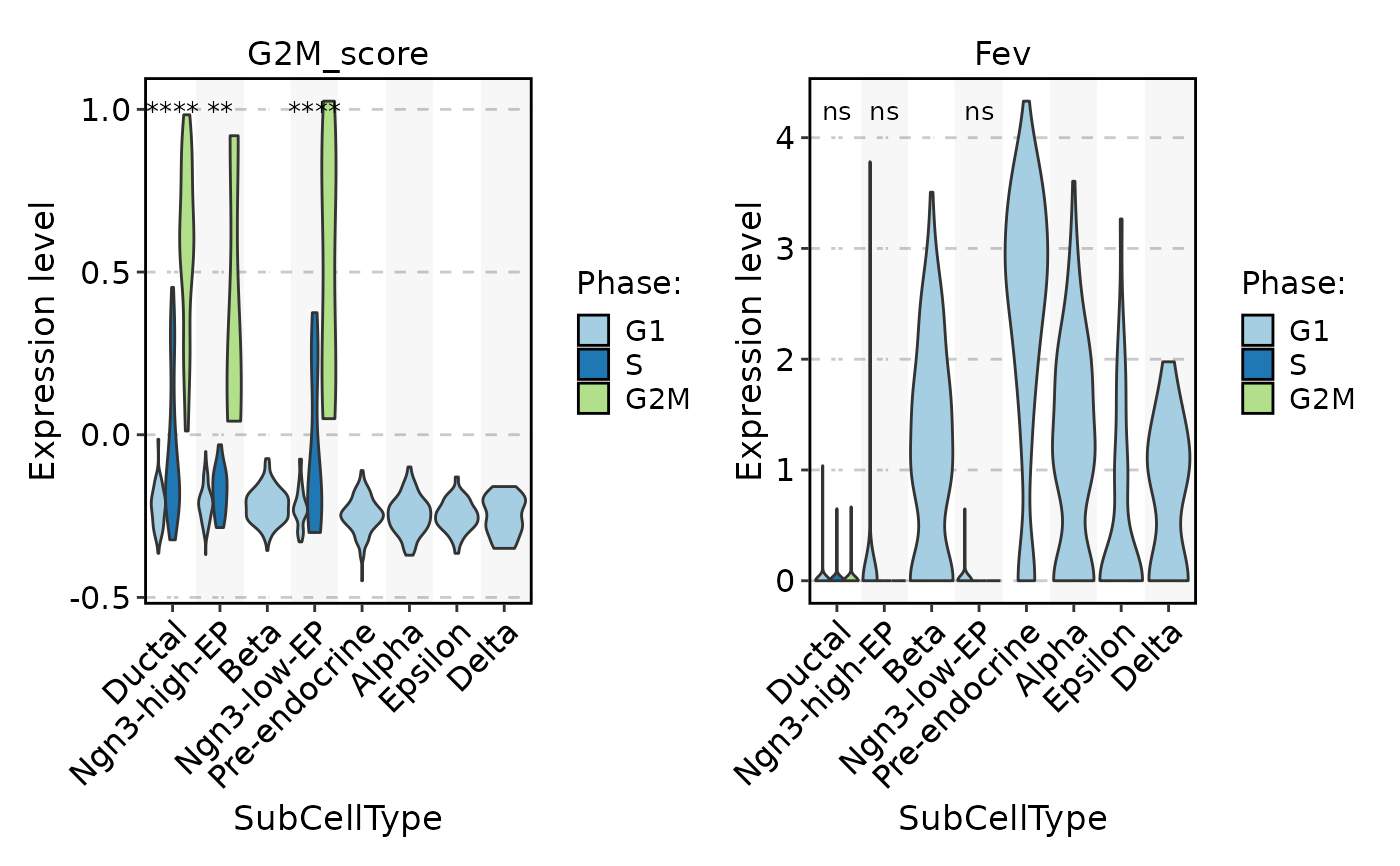 G2M_score
Expression level
1.0
0.5
0.0
-0.5
**** ** ****
Ductal
Ngn3-high-EP
Beta
Ngn3-low-EP
Pre-endocrine
Alpha
Epsilon
Delta
SubCellType
Phase:
G1
S
G2M
Fev
Expression level
4
3
2
1
0
ns ns ns
Ductal
Ngn3-high-EP
Beta
Ngn3-low-EP
Pre-endocrine
Alpha
Epsilon
Delta
SubCellType
Phase:
G1
S
G2M